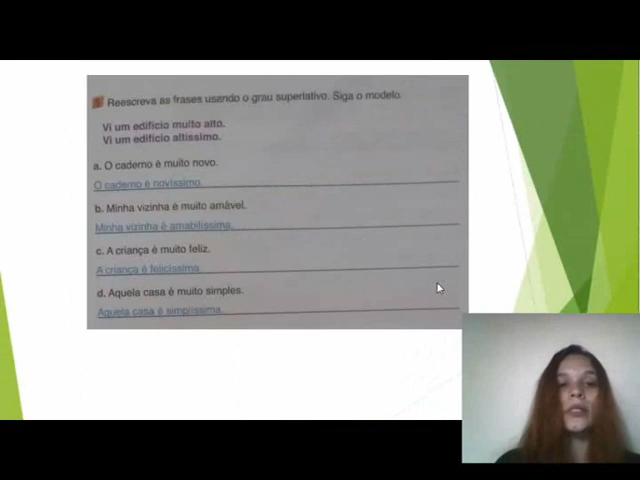 Reescreva as frases usando o grau superlativo. Siga o modelo.
Vi um edifício muito alto.
Vi um edifício altíssimo.
a. O caderno é muito novo.
O caderno é novíssimo.
b. Minha vizinha é muito amável.
Minha vizinha é amabilíssima.
c. A criança é muito feliz.
A criança é felicíssima.
d. Aquela casa é muito simples.
Aquela casa é simplíssima.